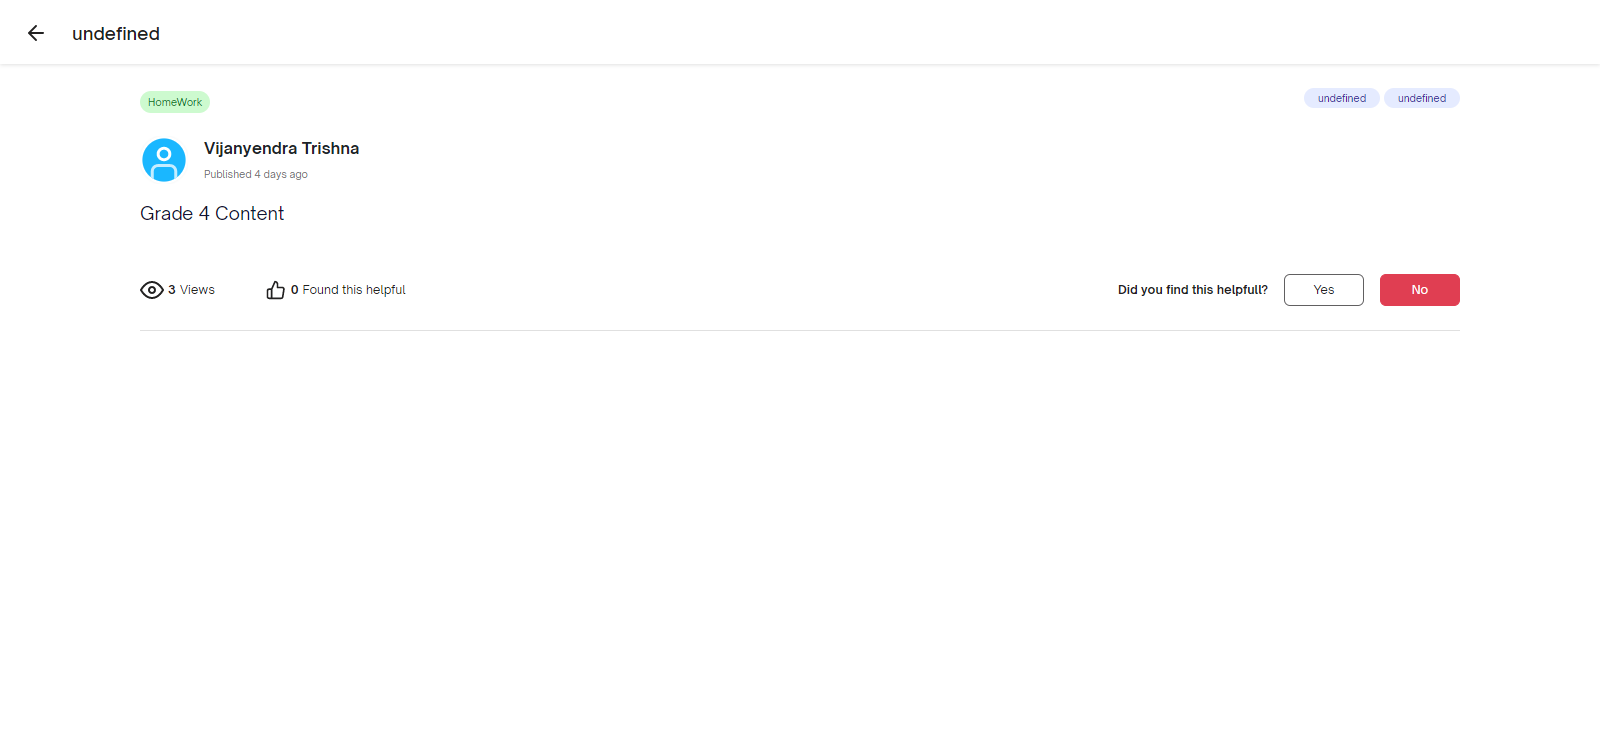 undefined
HomeWork
undefined undefined
Vijanyendra Trishna
Published 4 days ago
Grade 4 Content
3 Views 0 Found this helpful Did you find this helpfull? Yes No